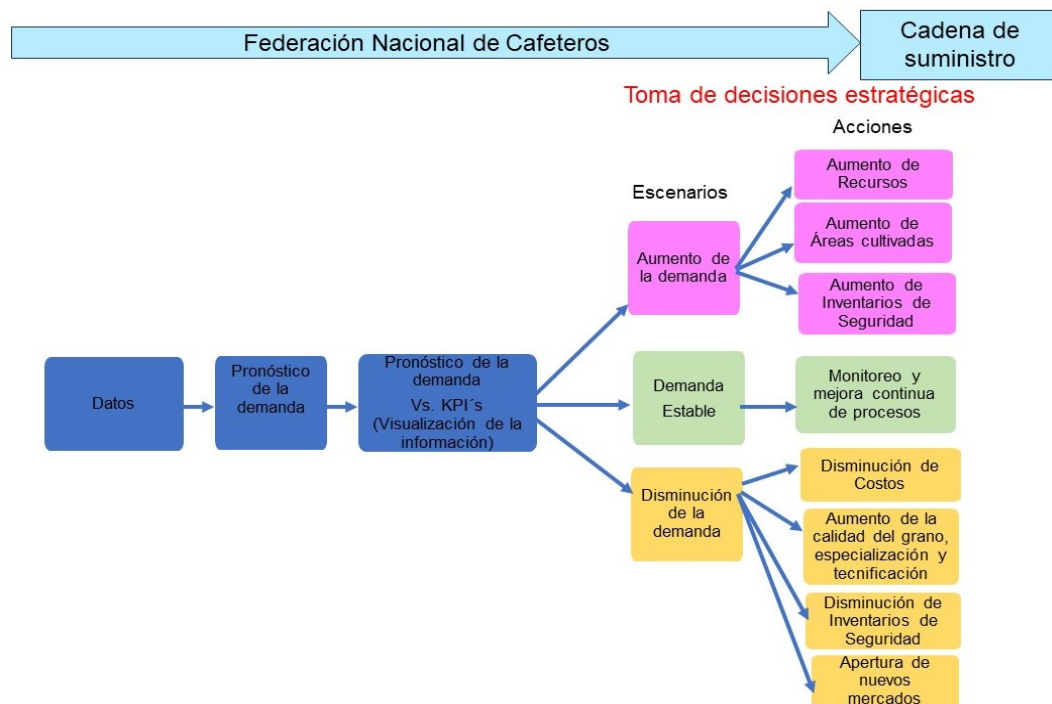 Federación Nacional de Cafeteros
Cadena de
suministro
Toma de decisiones estratégicas
Acciones
Escenarios
Aumento de
Recursos
Aumento de
Áreas cultivadas
Aumento de
la demanda
Aumento de
Inventarios de
Seguridad
Datos
Pronóstico
de la
demanda
Pronóstico de la
demanda
Vs. KPI´s
(Visualización de la
información)
Demanda
Estable
Monitoreo y
mejora continua
de procesos
Disminución
de la
demanda
Disminución de
Costos
Aumento de la
calidad del grano,
especialización y
tecnificación
Disminución de
Inventarios de
Seguridad
Apertura de
nuevos
mercados